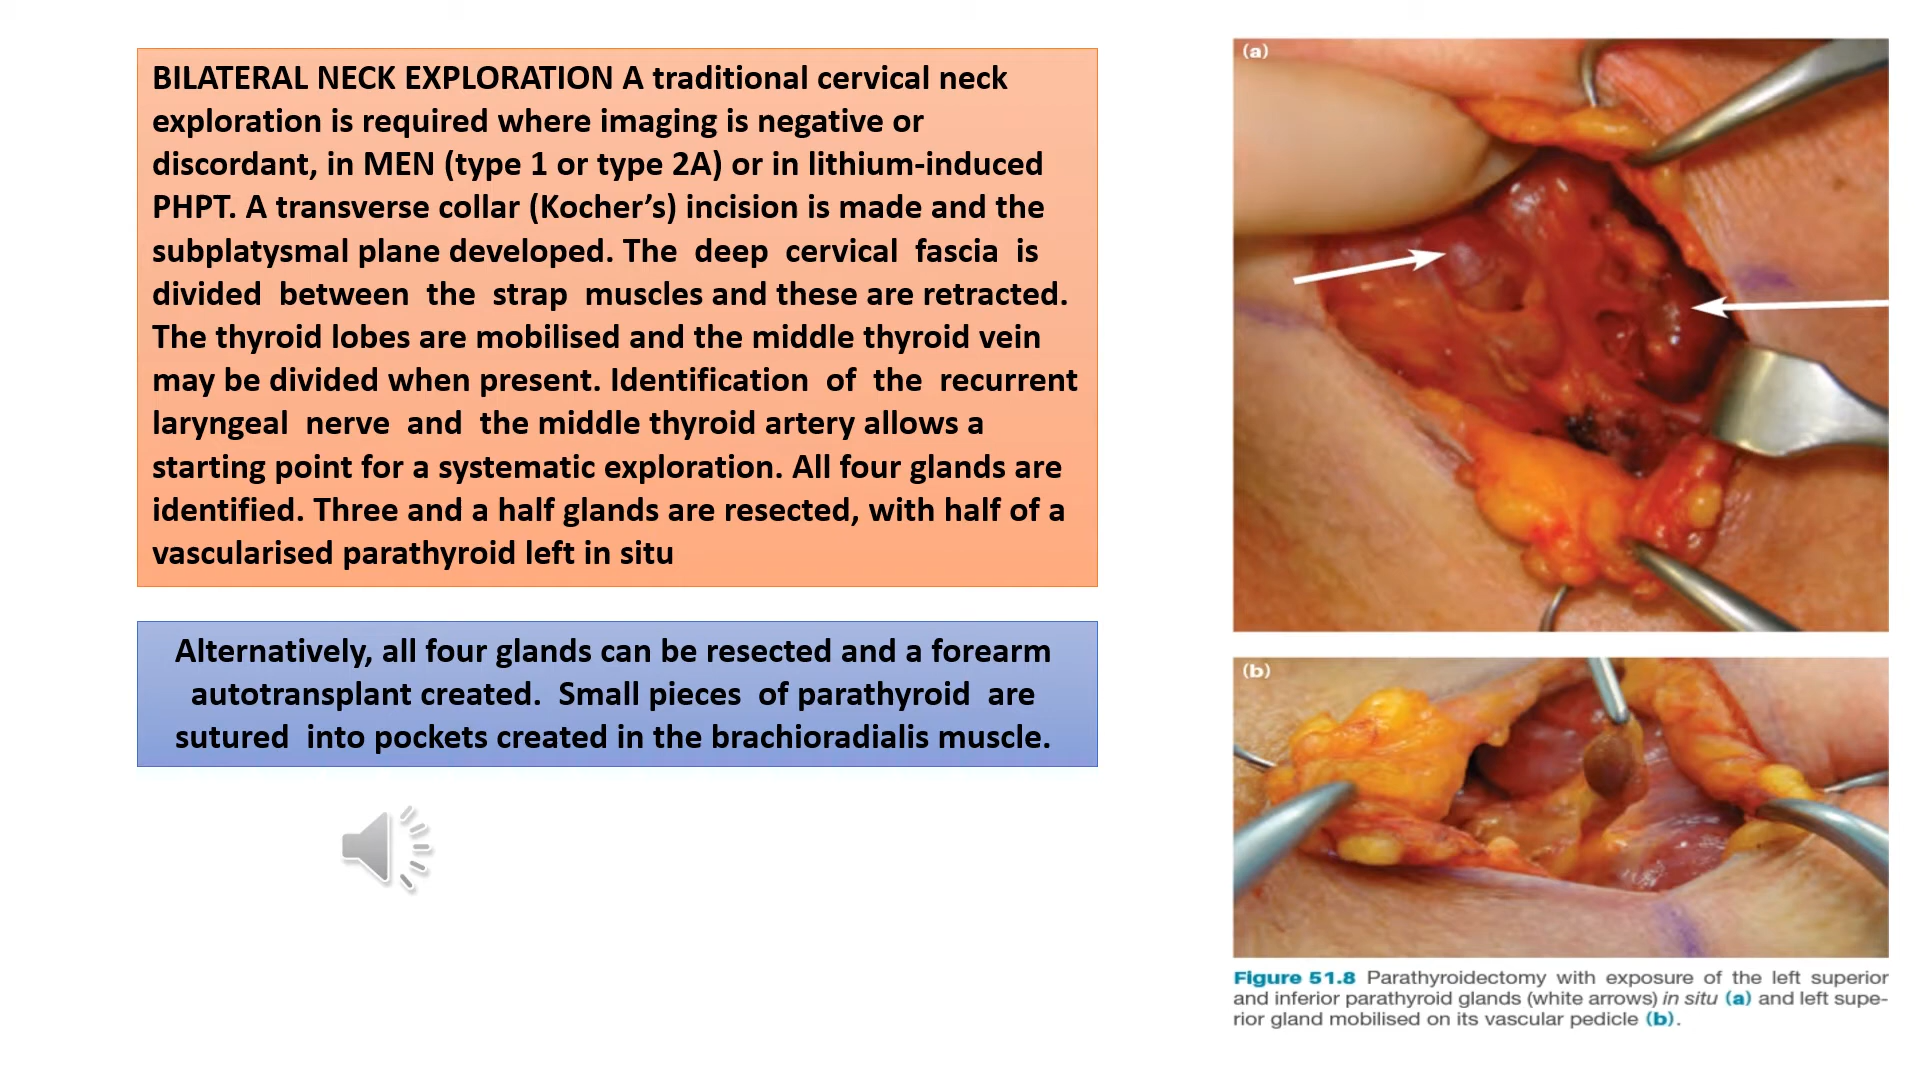 BILATERAL NECK EXPLORATION A traditional cervical neck
exploration is required where imaging is negative or
discordant, in MEN (type 1 or type 2A) or in lithium-induced
PHPT. A transverse collar (Kocher’s) incision is made and the
subplatysmal plane developed. The deep cervical fascia is
divided between the strap muscles and these are retracted.
The thyroid lobes are mobilised and the middle thyroid vein
may be divided when present. Identification of the recurrent
laryngeal nerve and the middle thyroid artery allows a
starting point for a systematic exploration. All four glands are
identified. Three and a half glands are resected, with half of a
vascularised parathyroid left in situ
Alternatively, all four glands can be resected and a forearm
autotransplant created. Small pieces of parathyroid are
sutured into pockets created in the brachioradialis muscle.
(a)
(b)
Figure 51.8 Parathyroidectomy with exposure of the left superior
and inferior parathyroid glands (white arrows) in situ (a) and left supe-
rior gland mobilised on its vascular pedicle (b).